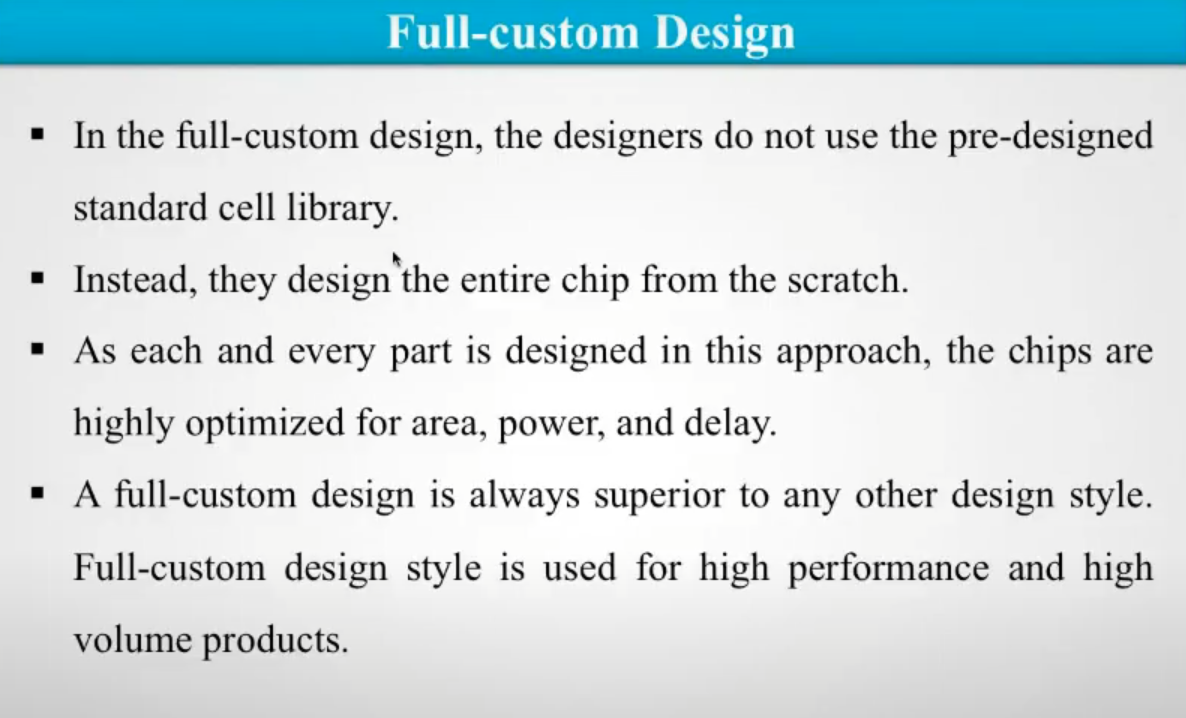 Full-custom Design
▪ In the full-custom design, the designers do not use the pre-designed
standard cell library.
▪ Instead, they design the entire chip from the scratch.
▪ As each and every part is designed in this approach, the chips are
highly optimized for area, power, and delay.
▪ A full-custom design is always superior to any other design style.
Full-custom design style is used for high performance and high
volume products.